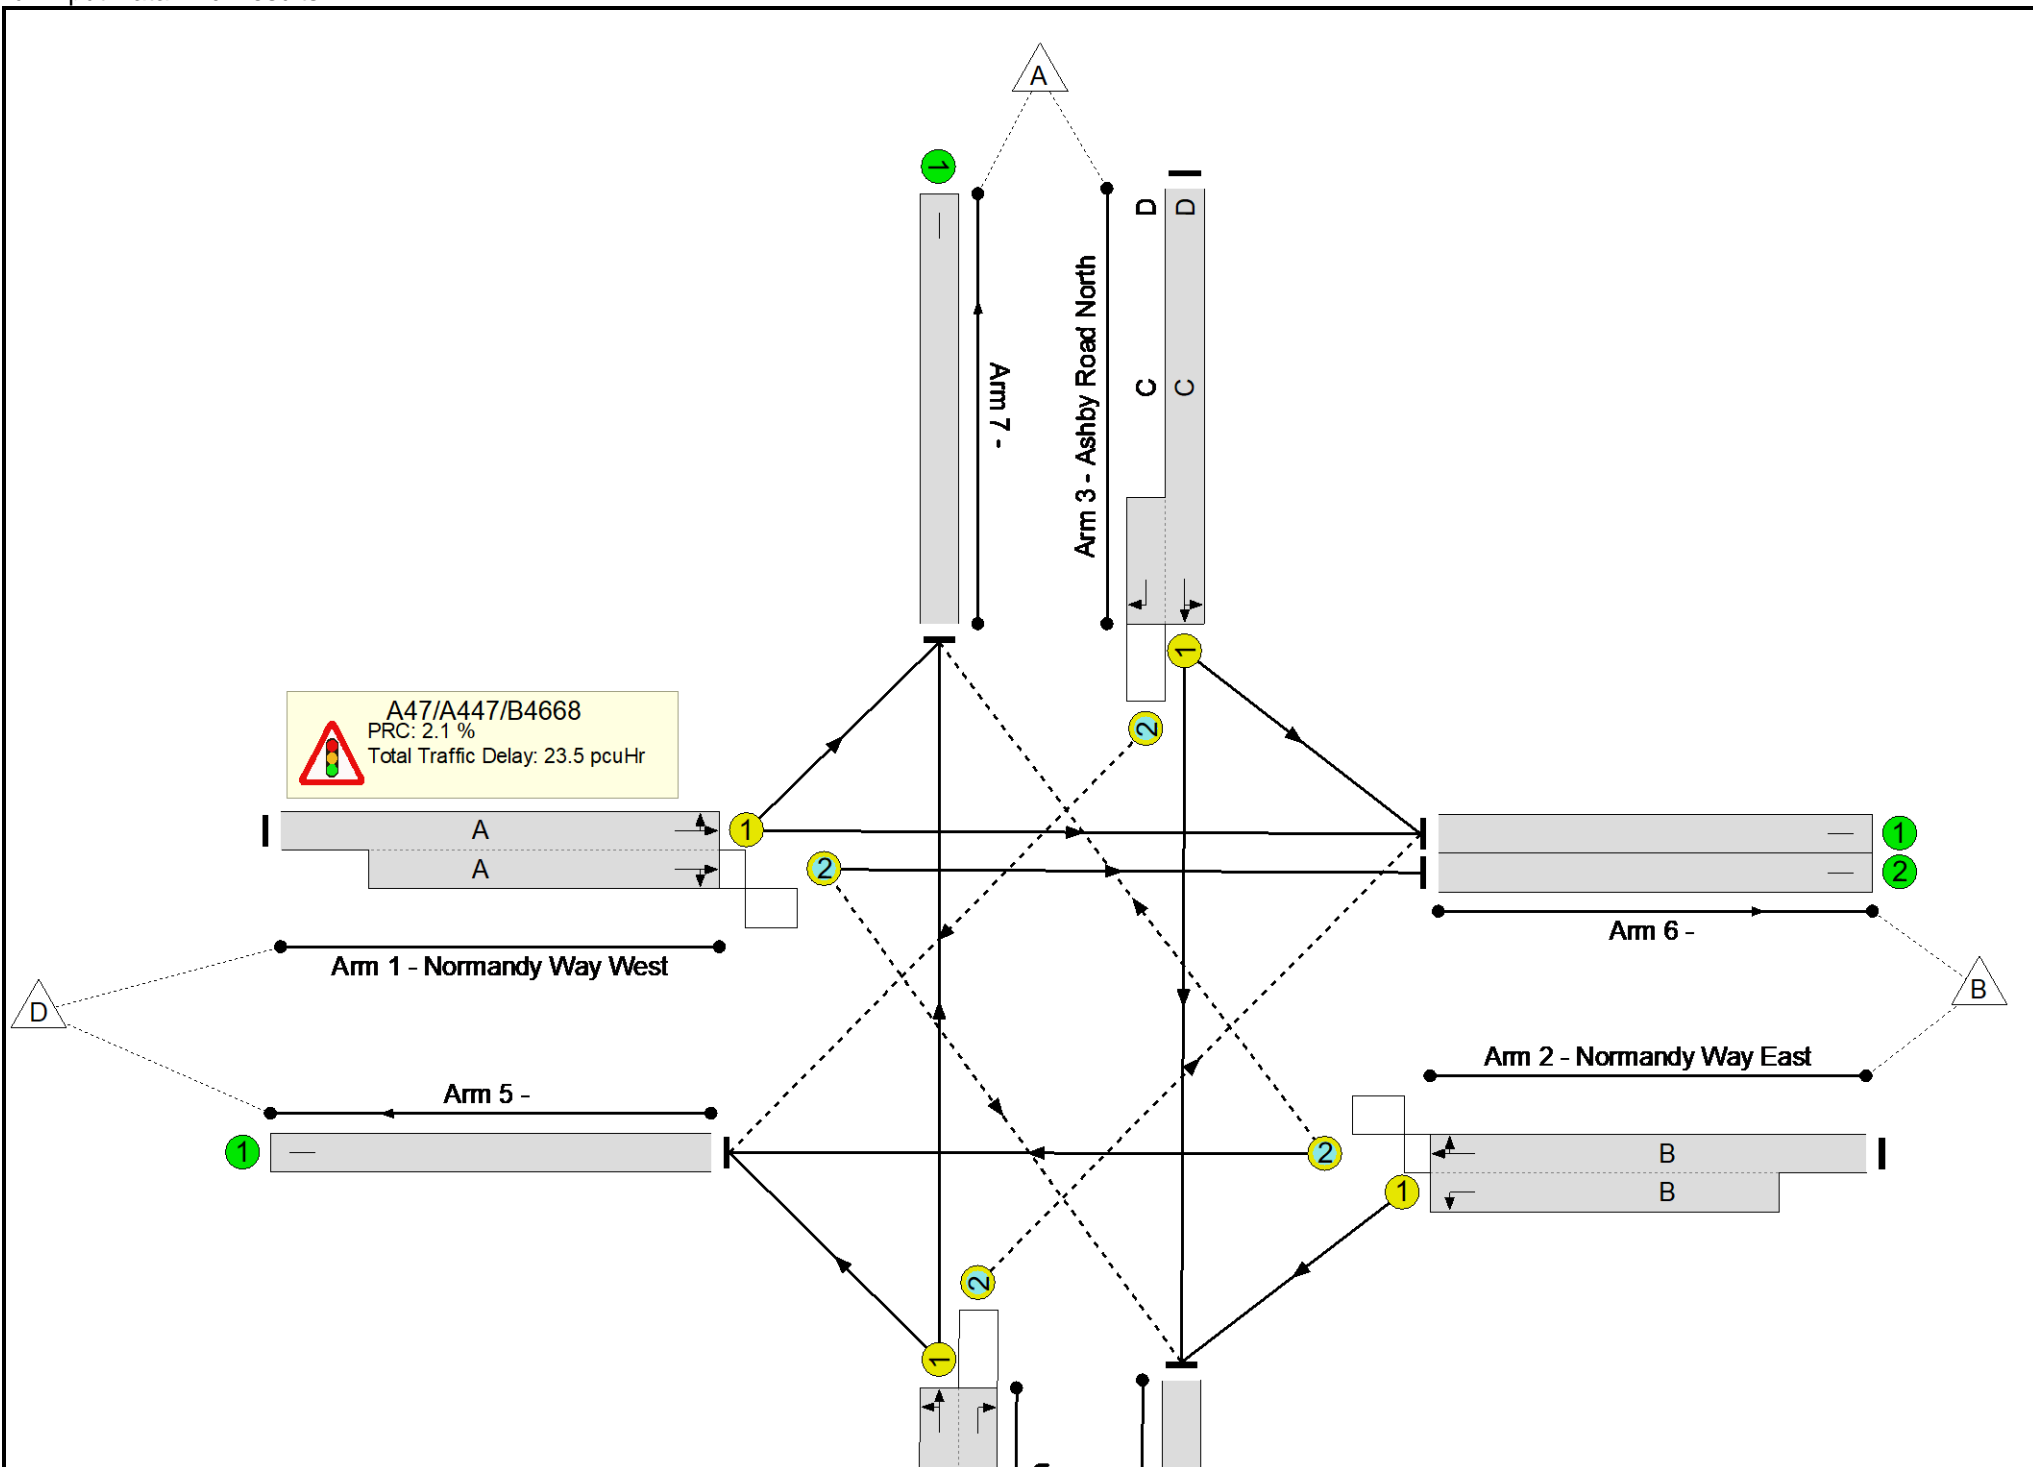 A
1
D
D
C
C
Arm 3 - Ashby Road North
Arm 7 -
1
2
A47/A447/B4668
PRC: 2.1 %
Total Traffic Delay: 23.5 pcuHr
A
1
A
2
1
2
Arm 6 -
Arm 1 - Normandy Way West
D
B
Arm 2 - Normandy Way East
Arm 5 -
1
2
B
1
B
2
1